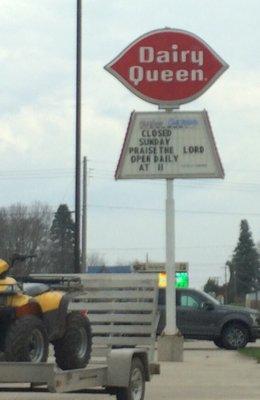 Dairy
Queen
CLOSED
SUNDAY
PRAISE THE LORD
OPEN DAILY
AT 11